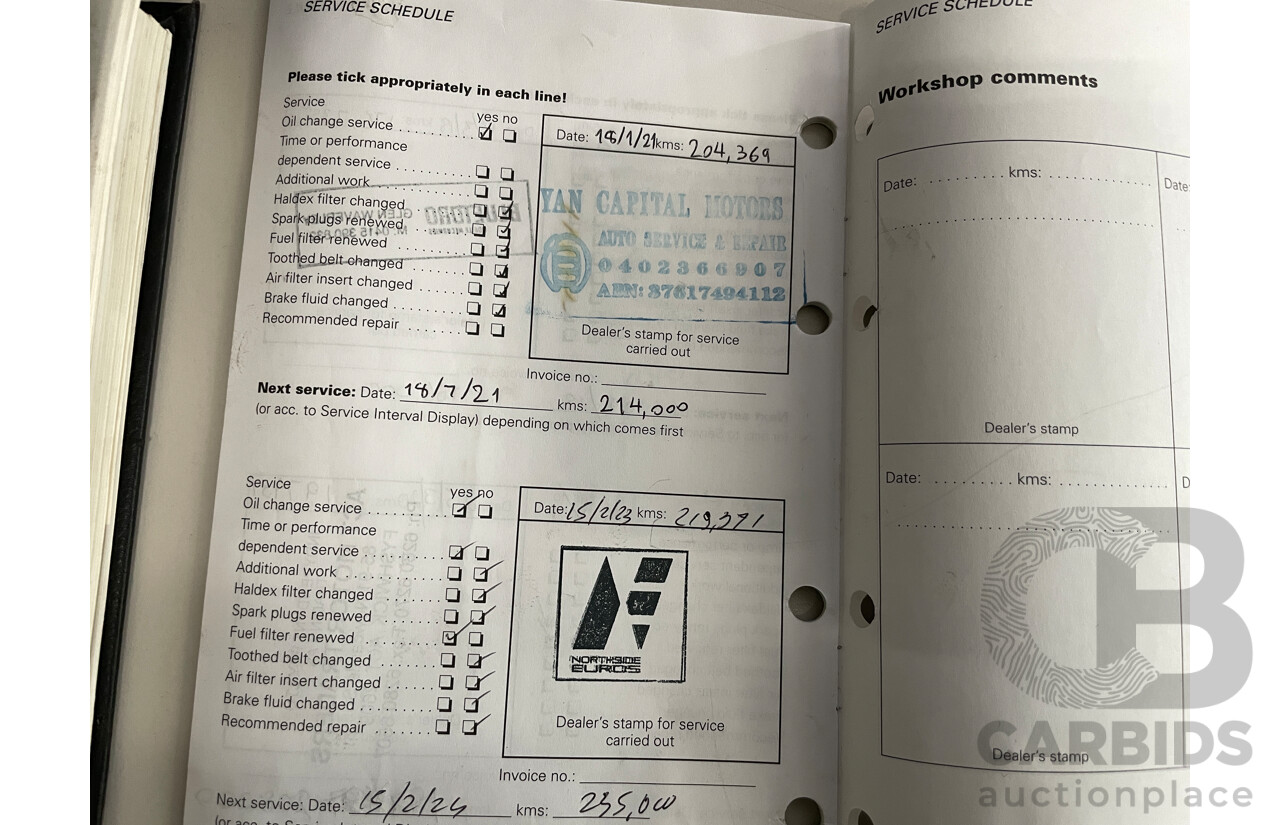 SERVICE SCHEDULE
Please tick appropriately in each line!
Service
yes no
Oil change service
Time or performance
dependent service
Additional work
Haldex filter changed
Spark plugs renewed
Fuel filter renewed
Toothed belt changed
Air filter insert changed
Brake fluid changed
Recommended repair
Date: 18/1/21 kms: 204,369
YAN CAPITAL MOTORS
AUTO SERVICE & REPAIR
0402366907
ABN: 87617494112
Dealer's stamp for service
carried out
Invoice no.:
Next service: Date: 18/7/21 kms: 214,000
(or acc. to Service Interval Display) depending on which comes first
Service
yes no
Oil change service
Time or performance
dependent service
Additional work
Haldex filter changed
Spark plugs renewed
Fuel filter renewed
Toothed belt changed
Air filter insert changed
Brake fluid changed
Recommended repair
Date: 15/2/23 kms: 219,391
NORTHSIDE
EUROS
Dealer's stamp for service
carried out
Invoice no.:
Next service: Date: 15/2/24 kms: 235,000
SERVICE SCHEDULE
Workshop comments
Date: kms:
Date:
Dealer's stamp
Date: kms:
D
Dealer's stamp
CB
CARBIDS
auctionplace